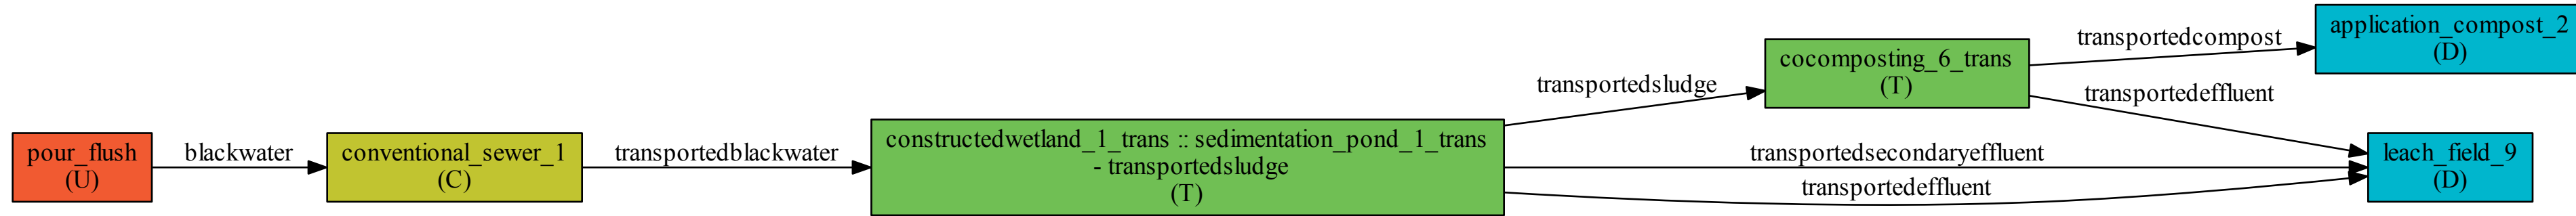 pour_flush
(U)
blackwater
conventional_sewer_1
(C)
transportedblackwater
constructedwetland_1_trans :: sedimentation_pond_1_trans
- transportedsludge
(T)
transportedsludge
cocomposting_6_trans
(T)
transportedcompost
application_compost_2
(D)
transportedeffluent
transportedsecondaryeffluent
transportedeffluent
leach_field_9
(D)